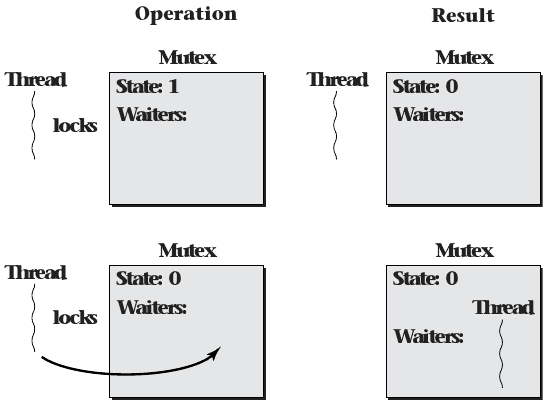 Operation Result
Mutex Mutex
Thread State: 1 Thread State: 0
Waiters: Waiters:
locks
Mutex Mutex
Thread State: 0 State: 0
Waiters: Thread
locks
Waiters: